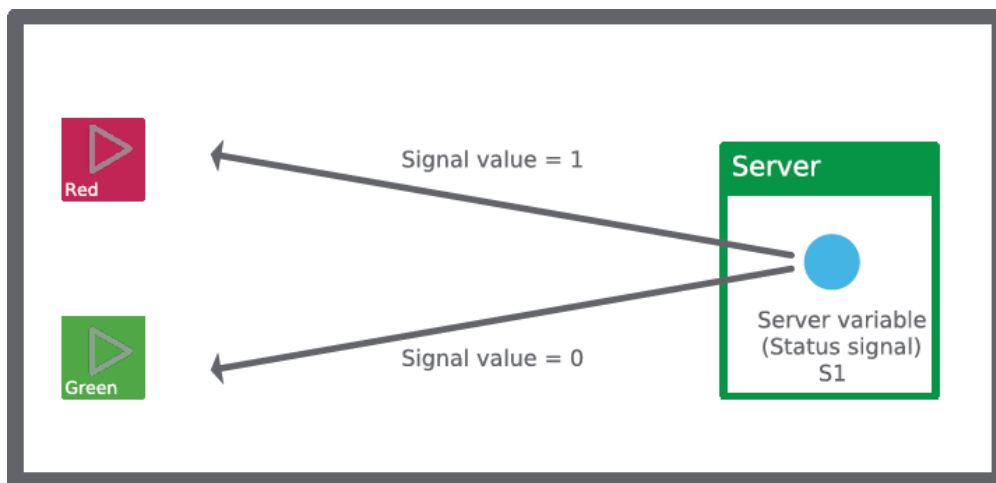 Signal value = 1
Server
Red
Server variable
(Status signal)
S1
Signal value = 0
Green